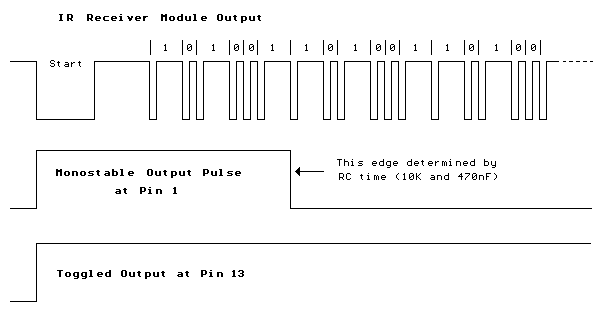 IR Receiver Module Output
| 1 |0| 1 |0|0| 1 | 1 |0| 1 |0|0| 1 | 1 |0| 1 |0|0|
Start
This edge determined by
RC time (10K and 470nF)
Monostable Output Pulse
at Pin 1
Toggled Output at Pin 13